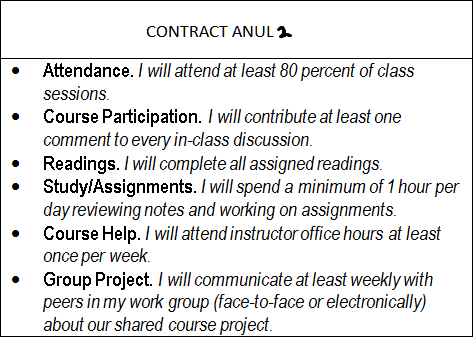 CONTRACT ANUL 2
• Attendance. I will attend at least 80 percent of class
sessions.
• Course Participation. I will contribute at least one
comment to every in-class discussion.
• Readings. I will complete all assigned readings.
• Study/Assignments. I will spend a minimum of 1 hour per
day reviewing notes and working on assignments.
• Course Help. I will attend instructor office hours at least
once per week.
• Group Project. I will communicate at least weekly with
peers in my work group (face-to-face or electronically)
about our shared course project.